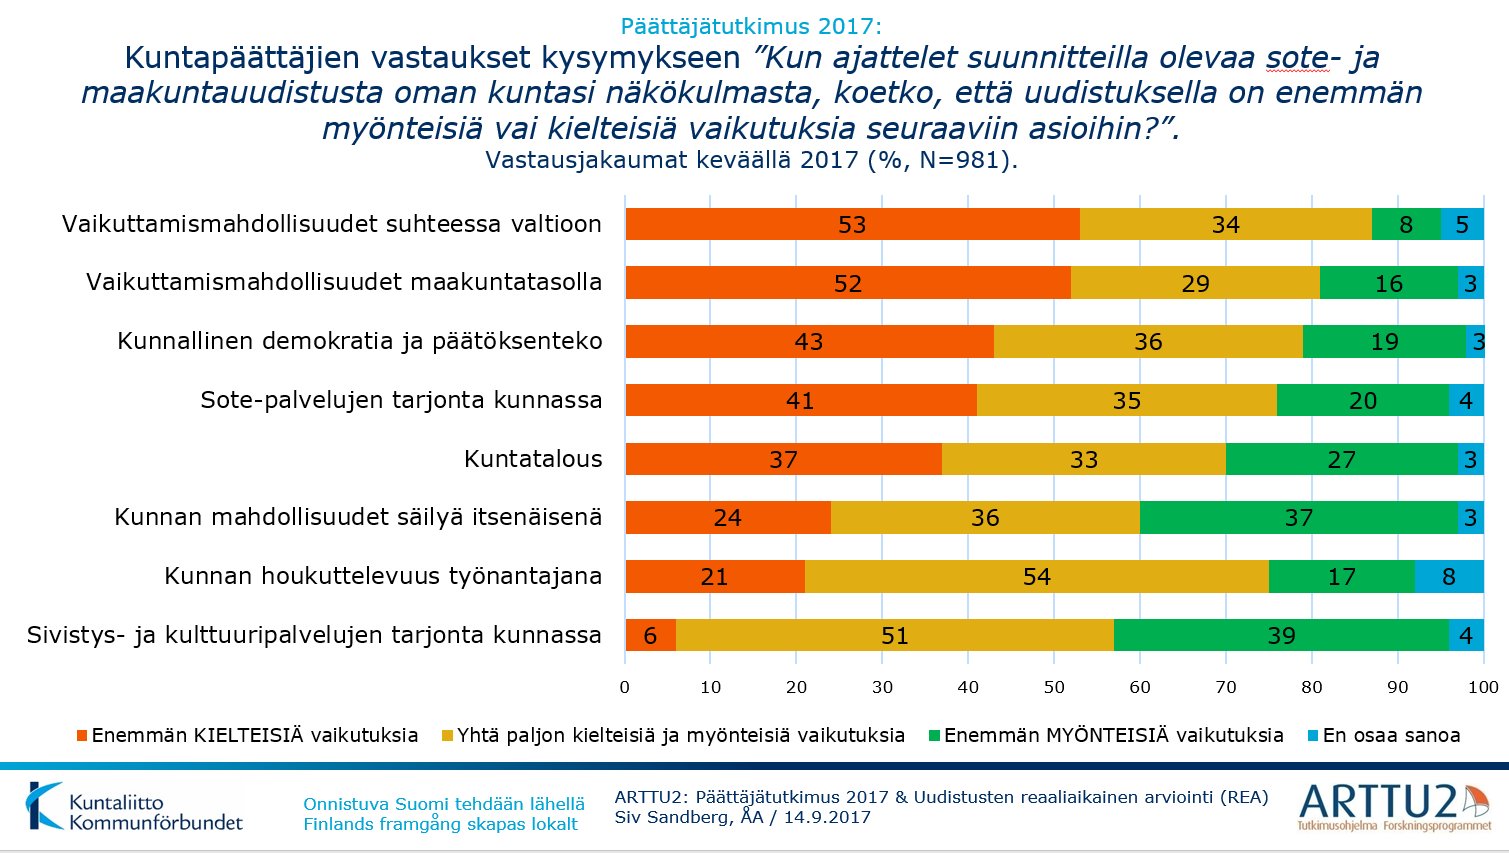 Päättäjätutkimus 2017:
Kuntapäättäjien vastaukset kysymykseen ”Kun ajattelet suunnitteilla olevaa sote- ja
maakuntauudistusta oman kuntasi näkökulmasta, koetko, että uudistuksella on enemmän
myönteisiä vai kielteisiä vaikutuksia seuraaviin asioihin?”.
Vastausjakaumat keväällä 2017 (%, N=981).
Vaikuttamismahdollisuudet suhteessa valtioon 53 34 8 5
Vaikuttamismahdollisuudet maakuntatasolla 52 29 16 3
Kunnallinen demokratia ja päätöksenteko 43 36 19 3
Sote-palvelujen tarjonta kunnassa 41 35 20 4
Kuntatalous 37 33 27 3
Kunnan mahdollisuudet säilyä itsenäisenä 24 36 37 3
Kunnan houkuttelevuus työnantajana 21 54 17 8
Sivistys- ja kulttuuripalvelujen tarjonta kunnassa 6 51 39 4
0 10 20 30 40 50 60 70 80 90 100
Enemmän KIELTEISIÄ vaikutuksia Yhtä paljon kielteisiä ja myönteisiä vaikutuksia Enemmän MYÖNTEISIÄ vaikutuksia En osaa sanoa
Kuntaliitto
Kommunförbundet
Onnistuva Suomi tehdään lähellä
Finlands framgång skapas lokalt
ARTTU2: Päättäjätutkimus 2017 & Uudistusten reaaliaikainen arviointi (REA)
Siv Sandberg, ÅA / 14.9.2017
ARTTU2
Tutkimusohjelma Forskningsprogrammet